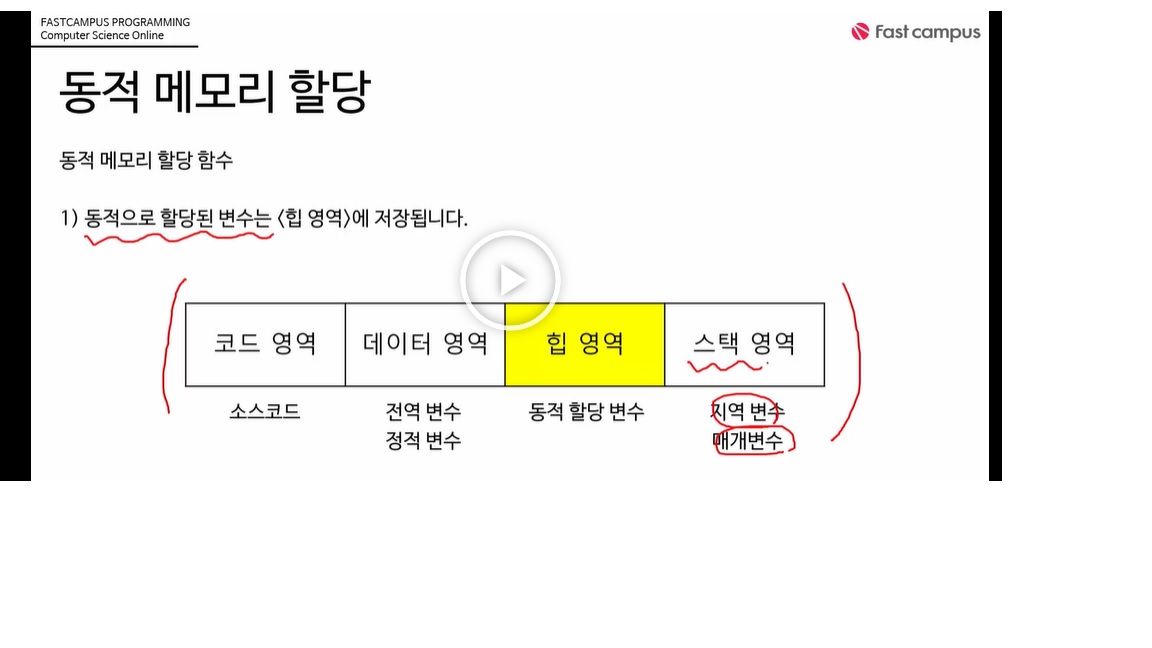 FASTCAMPUS PROGRAMMING
Computer Science Online
Fast campus
동적 메모리 할당
동적 메모리 할당 함수
1) 동적으로 할당된 변수는 〈힙 영역〉에 저장됩니다.
코드 영역 데이터 영역 힙 영역 스택 영역
소스코드 전역 변수 동적 할당 변수 지역 변수
정적 변수 매개변수